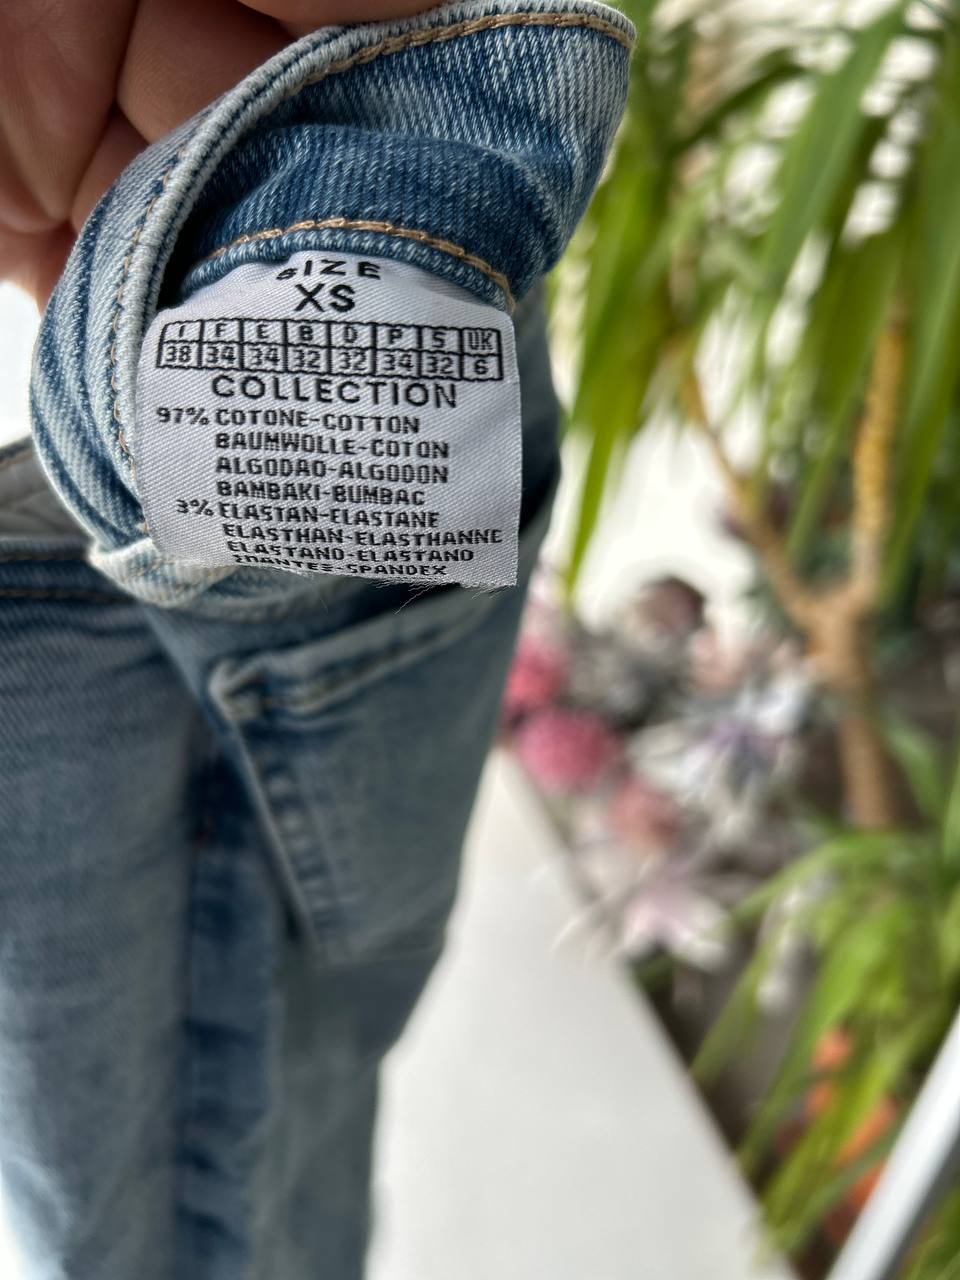 SIZE
XS
I F E B D P S UK
38 34 34 32 32 34 32 6
COLLECTION
97% COTONE-COTTON
BAUMWOLLE-COTON
ALGODAO-ALGODON
BAMBAKI-BUMBAC
3% ELASTAN-ELASTANE
ELASTHAN-ELASTHANNE
ELASTANO-ELASTANO
-SPANDEX